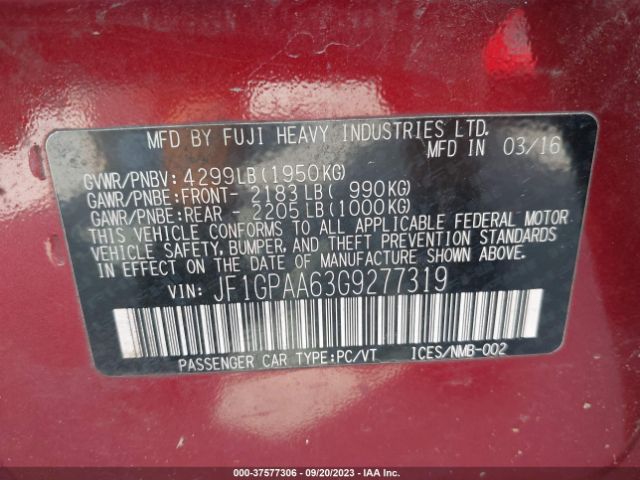 MFD BY FUJI HEAVY INDUSTRIES LTD.
MFD IN 03/16
GVWR/PNBV: 4299LB(1950KG)
GAWR/PNBE:FRONT- 2183LB( 990KG)
GAWR/PNBE:REAR - 2205LB(1000KG)
THIS VEHICLE CONFORMS TO ALL APPLICABLE FEDERAL MOTOR
VEHICLE SAFETY, BUMPER, AND THEFT PREVENTION STANDARDS
IN EFFECT ON THE DATE OF MANUFACTURE SHOWN ABOVE.
VIN: JF1GPAA63G9277319
PASSENGER CAR TYPE:PC/VT ICES/NMB-002
000-37577306 - 09/20/2023 - IAA Inc.